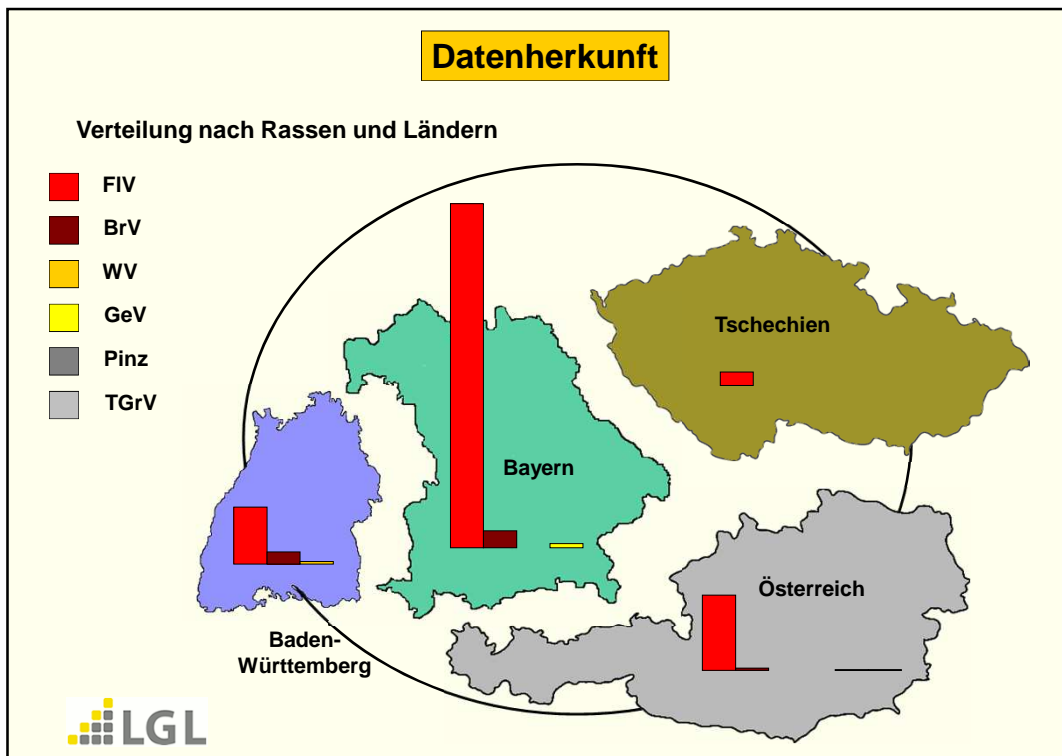 Datenherkunft
Verteilung nach Rassen und Ländern
FlV
BrV
WV
GeV
Pinz
TGrV
Tschechien
Bayern
Österreich
Baden-
Württemberg
LGL